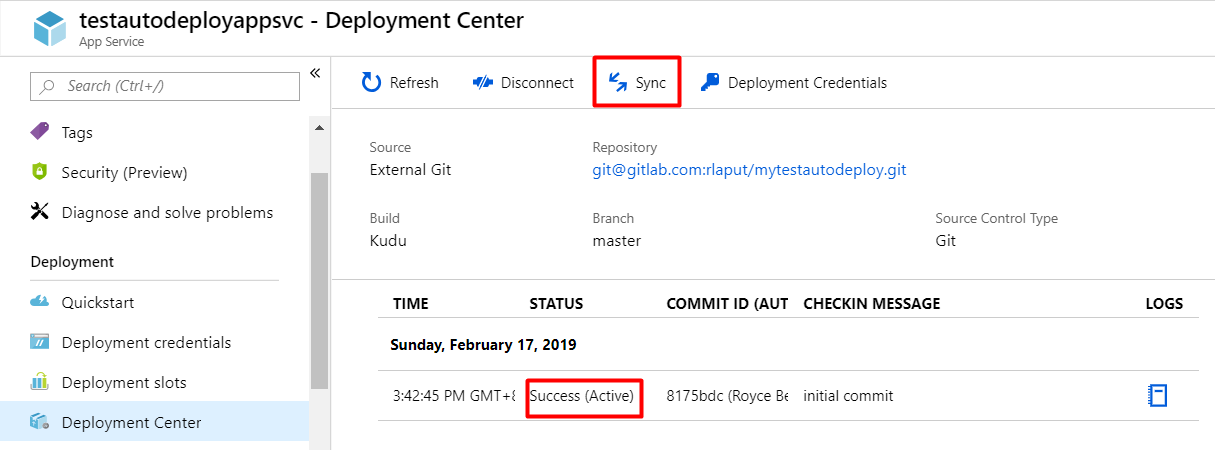 testautodeployappsvc - Deployment Center
App Service
Search (Ctrl+/)
«
Tags
Security (Preview)
Diagnose and solve problems
Deployment
Quickstart
Deployment credentials
Deployment slots
Deployment Center
Refresh Disconnect Sync Deployment Credentials
Source Repository
External Git git@gitlab.com:rlaput/mytestautodeploy.git
Build Branch Source Control Type
Kudu master Git
TIME STATUS COMMIT ID (AUT CHECKIN MESSAGE LOGS
Sunday, February 17, 2019
3:42:45 PM GMT+8 Success (Active) 8175bdc (Royce Be initial commit